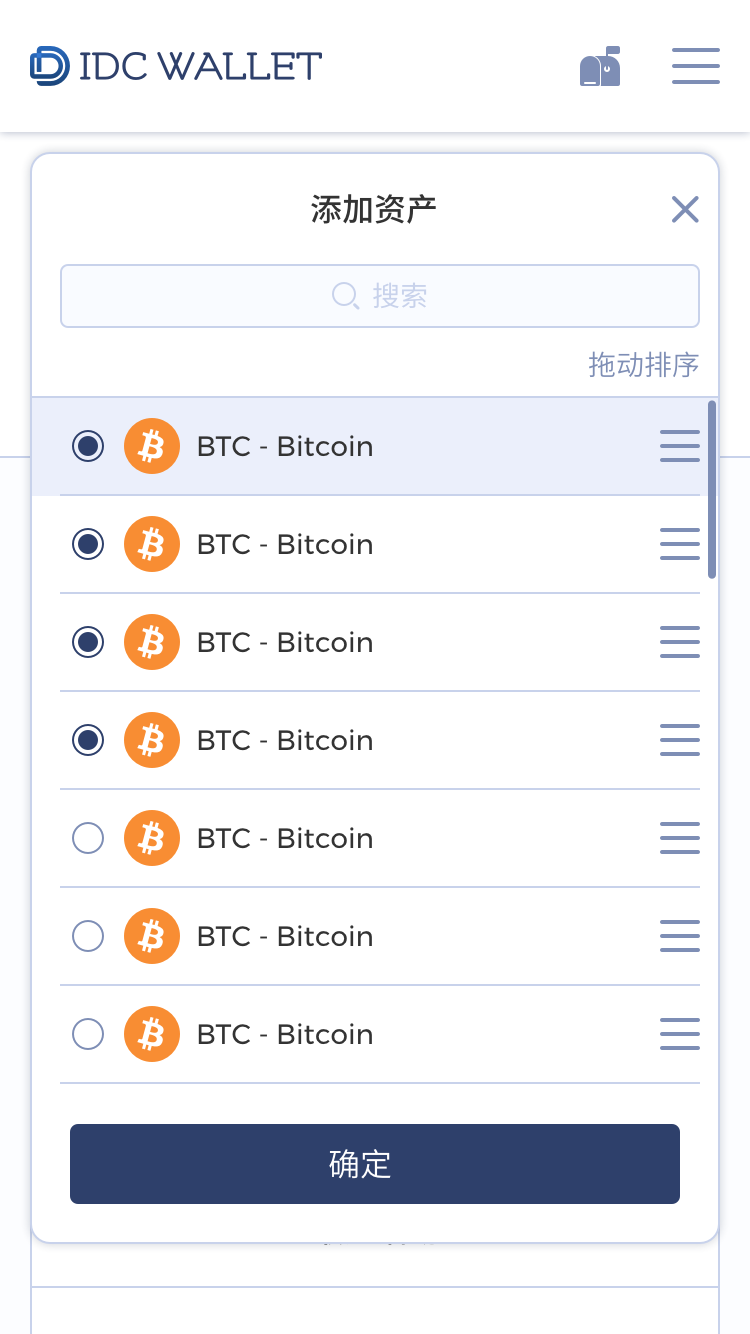 IDC WALLET
添加资产
搜索
拖动排序
BTC - Bitcoin
BTC - Bitcoin
BTC - Bitcoin
BTC - Bitcoin
BTC - Bitcoin
BTC - Bitcoin
BTC - Bitcoin
确定